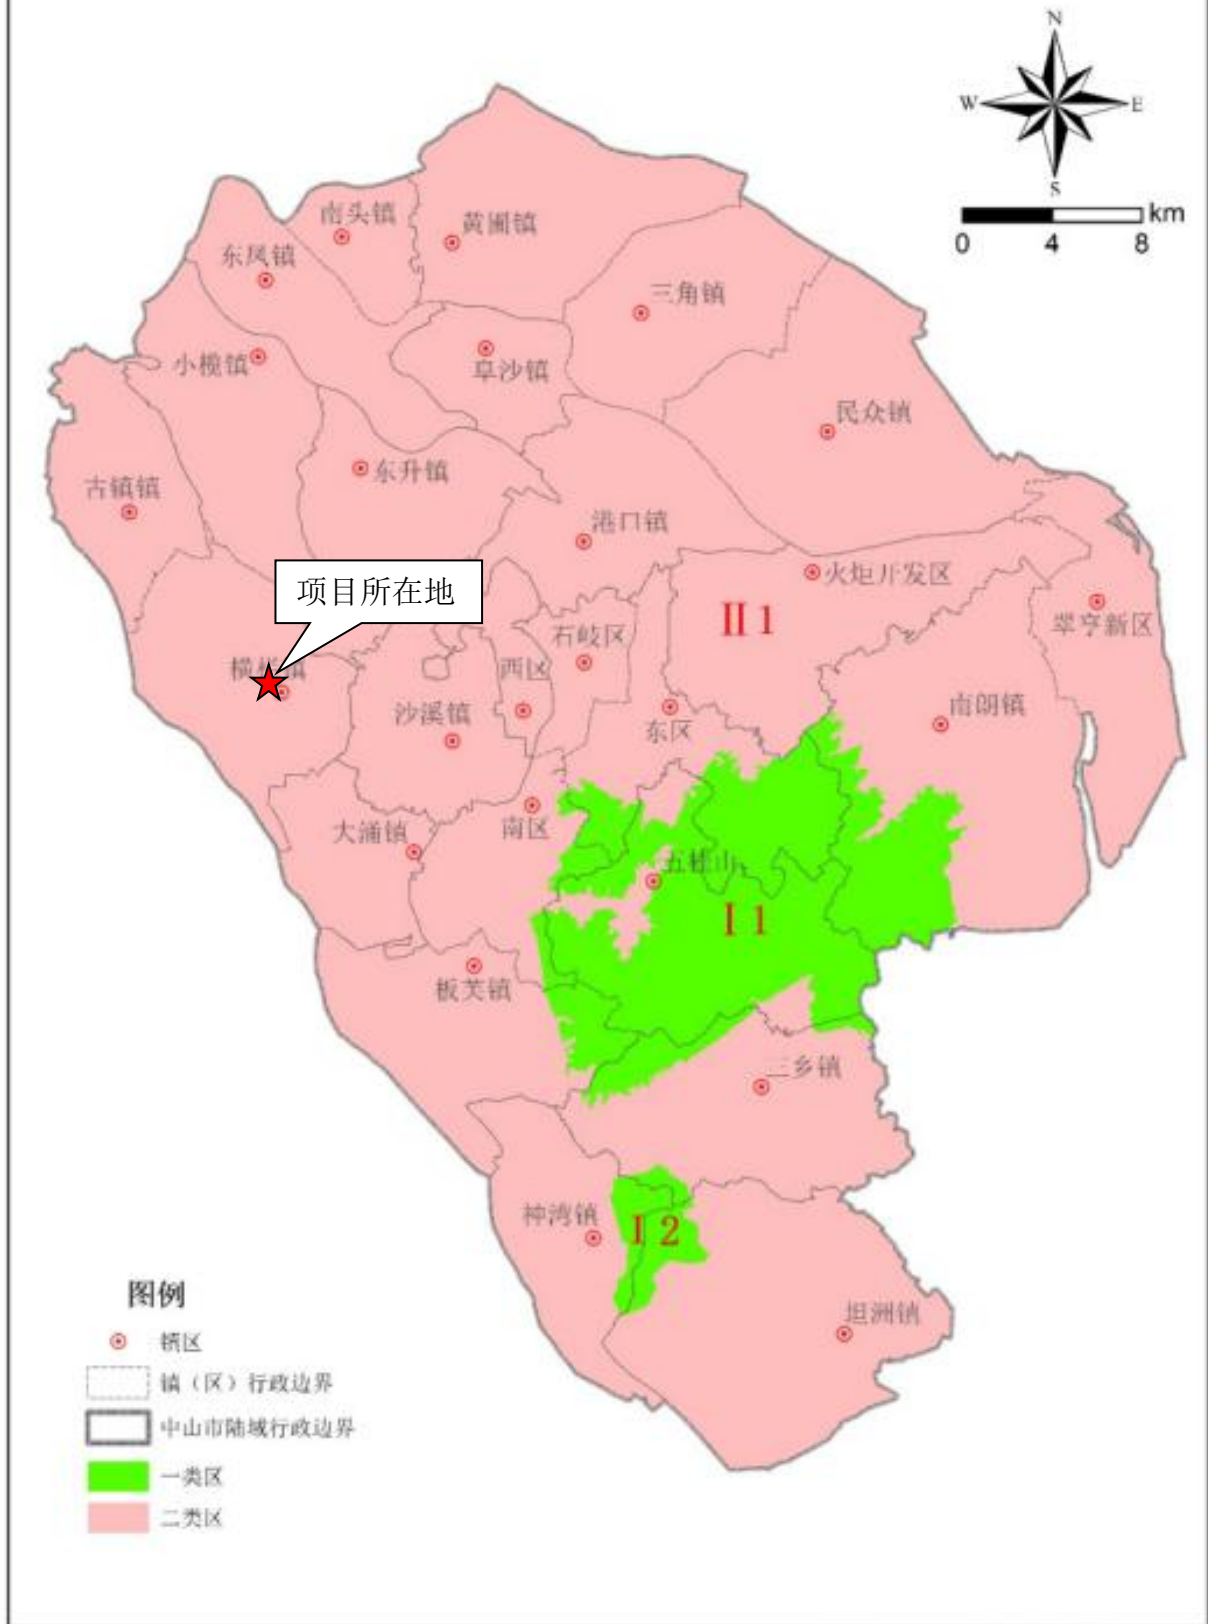 N
W E
S
km
0 4 8
南头镇
黄圃镇
东凤镇
三角镇
小榄镇
阜沙镇
民众镇
东升镇
古镇镇
港口镇
火炬开发区
项目所在地
II 1
翠亨新区
石岐区
西区
横 镇
南朗镇
沙溪镇
东区
南区
大涌镇
五桂山
I 1
板芙镇
三乡镇
神湾镇
I 2
坦洲镇
图例
镇区
镇（区）行政边界
中山市陆域行政边界
一类区
二类区